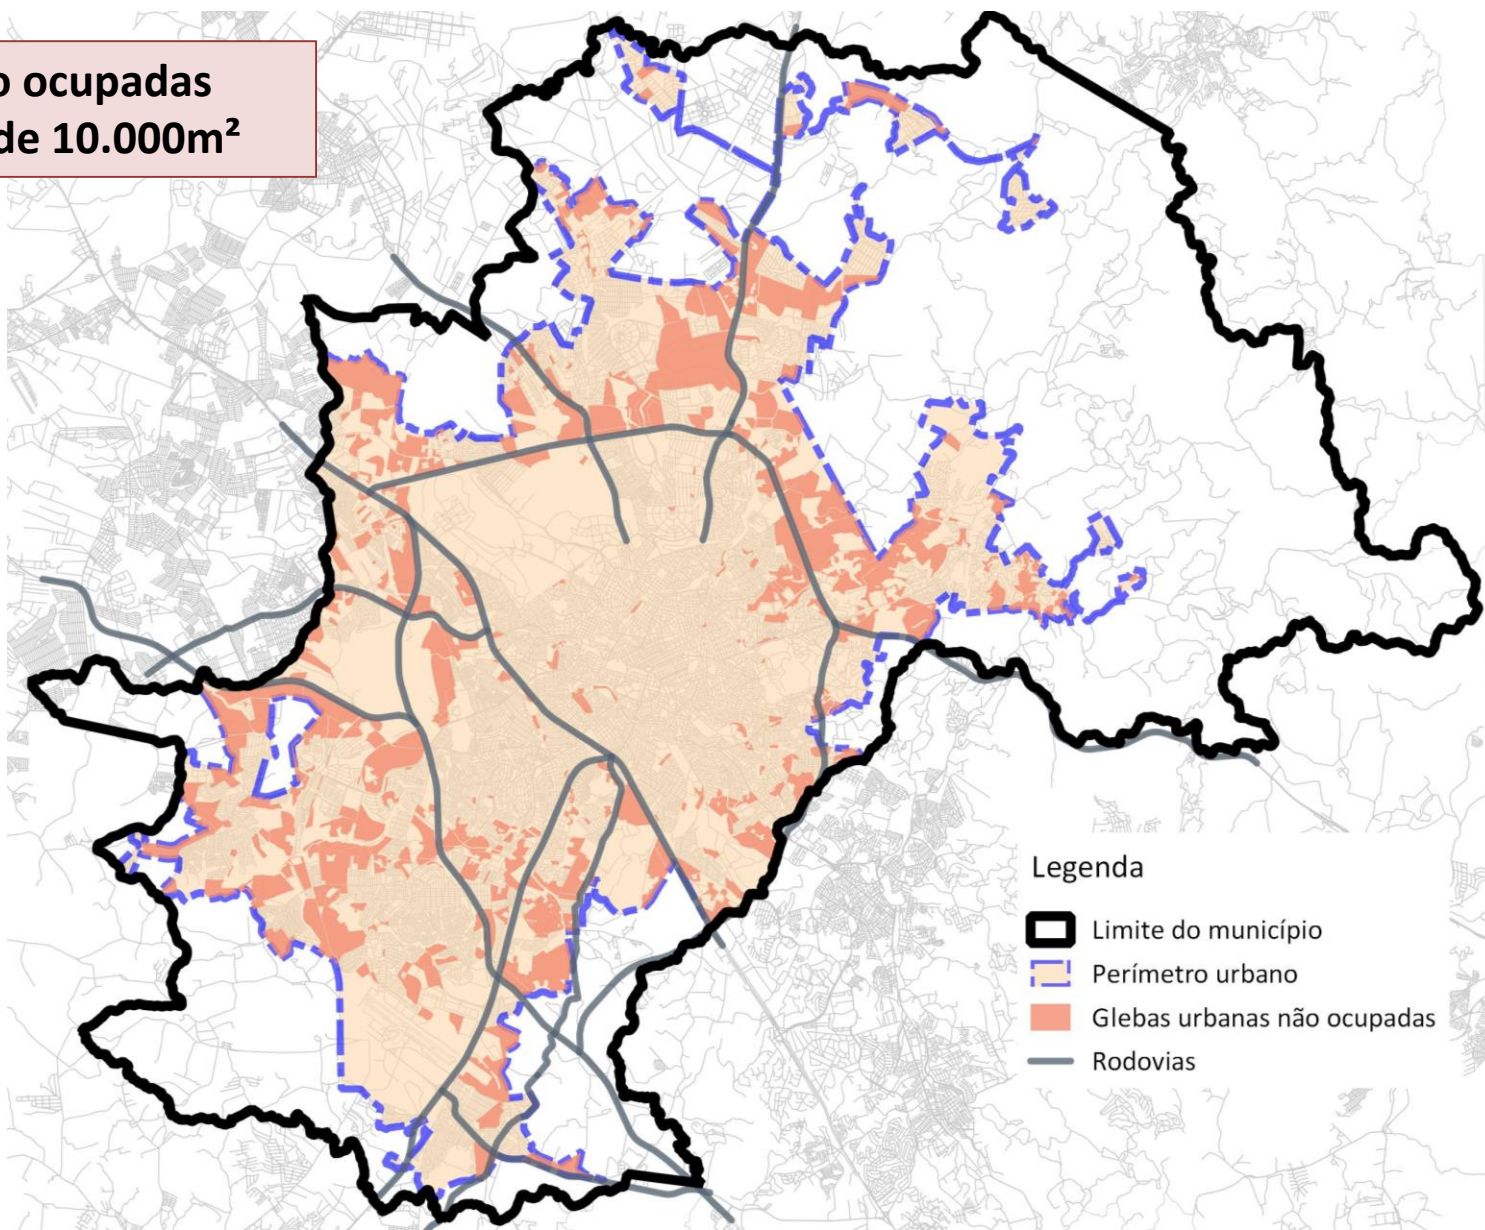 o ocupadas
de 10.000m²
Legenda
Limite do município
Perímetro urbano
Glebas urbanas não ocupadas
Rodovias